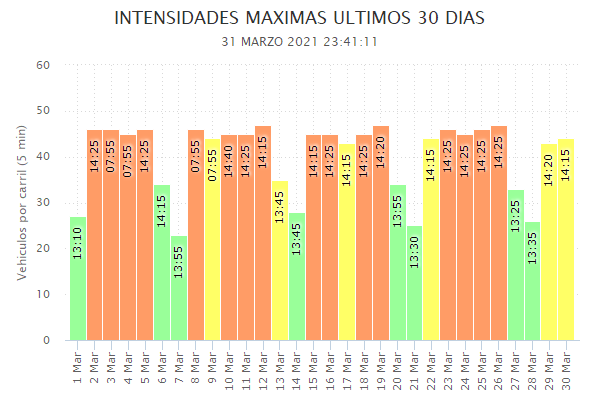 INTENSIDADES MAXIMAS ULTIMOS 30 DIAS
31 MARZO 2021 23:41:11
Vehiculos por carril (5 min)
60
50
40
30
20
10
0
13:10
14:25
07:55
07:55
14:25
14:15
13:55
07:55
07:55
14:40
14:25
14:15
13:45
14:45
14:15
14:25
14:15
14:25
14:20
13:55
13:30
14:15
14:25
14:25
14:25
14:25
13:25
13:35
14:20
14:15
1 Mar
2 Mar
3 Mar
4 Mar
5 Mar
6 Mar
7 Mar
8 Mar
9 Mar
10 Mar
11 Mar
12 Mar
13 Mar
14 Mar
15 Mar
16 Mar
17 Mar
18 Mar
19 Mar
20 Mar
21 Mar
22 Mar
23 Mar
24 Mar
25 Mar
26 Mar
27 Mar
28 Mar
29 Mar
30 Mar